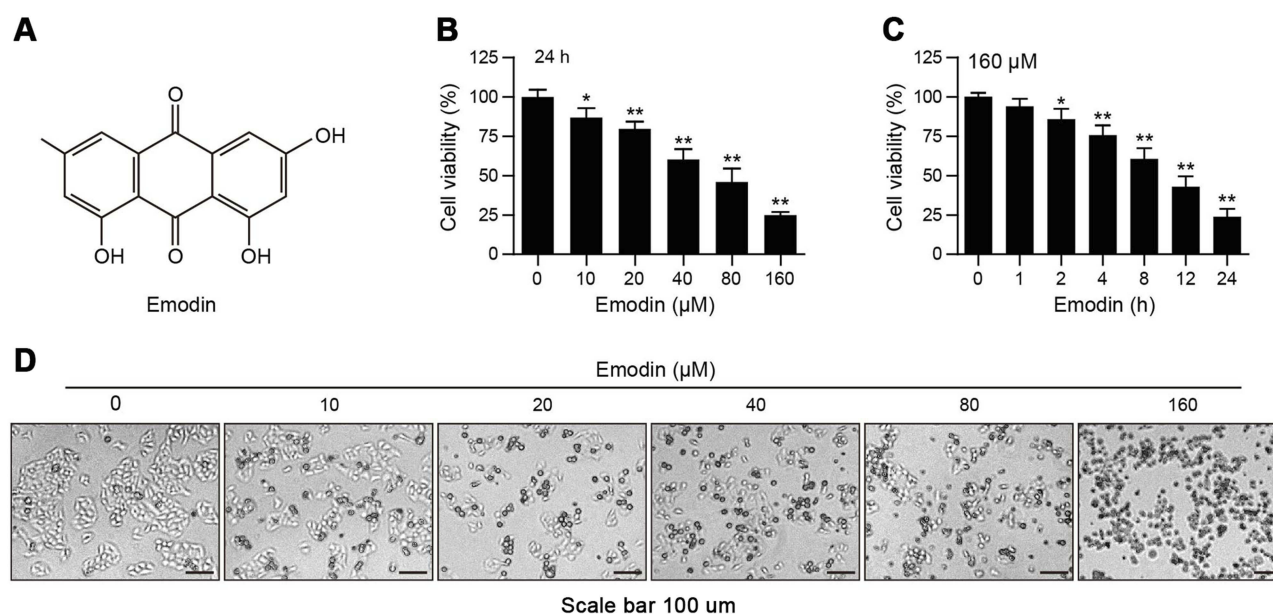 A
O
OH
OH
O
OH
Emodin
B
24 h
Cell viability (%)
125
100
75
50
25
0
*
**
**
**
**
0 10 20 40 80 160
Emodin (µM)
C
160 µM
Cell viability (%)
125
100
75
50
25
0
*
**
**
**
**
0 1 2 4 8 12 24
Emodin (h)
D
Emodin (µM)
0 10 20 40 80 160
Scale bar 100 um